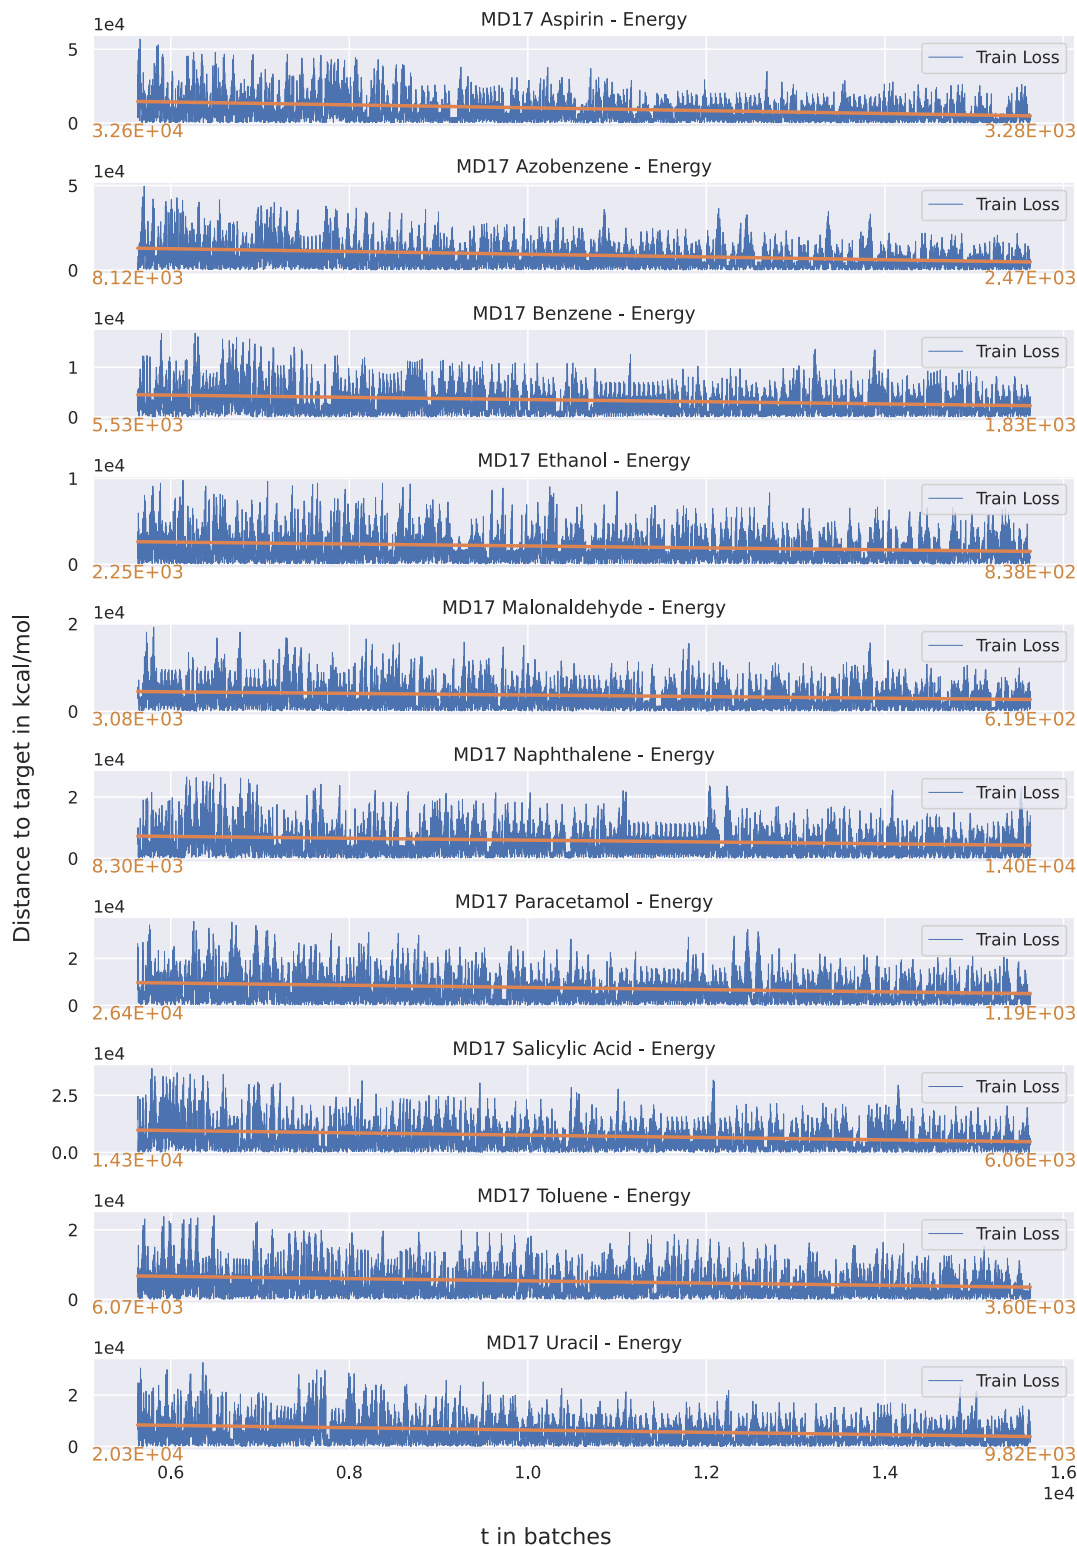 MD17 Aspirin - Energy
1e4
Train Loss
5
0
3.26E+04
3.28E+03
MD17 Azobenzene - Energy
1e4
Train Loss
5
0
8.12E+03
2.47E+03
MD17 Benzene - Energy
1e4
Train Loss
1
0
5.53E+03
1.83E+03
MD17 Ethanol - Energy
1e4
Train Loss
1
0
2.25E+03
8.38E+02
MD17 Malonaldehyde - Energy
1e4
Train Loss
2
0
3.08E+03
6.19E+02
MD17 Naphthalene - Energy
1e4
Train Loss
2
0
8.30E+03
1.40E+04
MD17 Paracetamol - Energy
1e4
Train Loss
2
0
2.64E+04
1.19E+03
MD17 Salicylic Acid - Energy
1e4
Train Loss
2.5
0.0
1.43E+04
6.06E+03
MD17 Toluene - Energy
1e4
Train Loss
2
0
6.07E+03
3.60E+03
MD17 Uracil - Energy
1e4
Train Loss
2
0
2.03E+04
9.82E+03
0.6 0.8 1.0 1.2 1.4 1.6
1e4
t in batches
Distance to target in kcal/mol